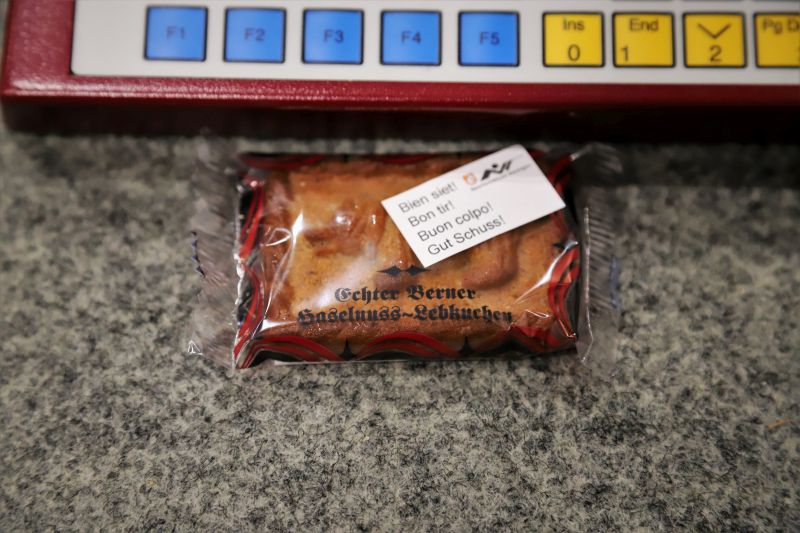 F1 F2 F3 F4 F5 Ins End Pg
0 1 2
Bien siet!
Bon tir!
Buon colpo!
Gut Schuss!
Echter Berner
Haselnuss~Lebkuchen